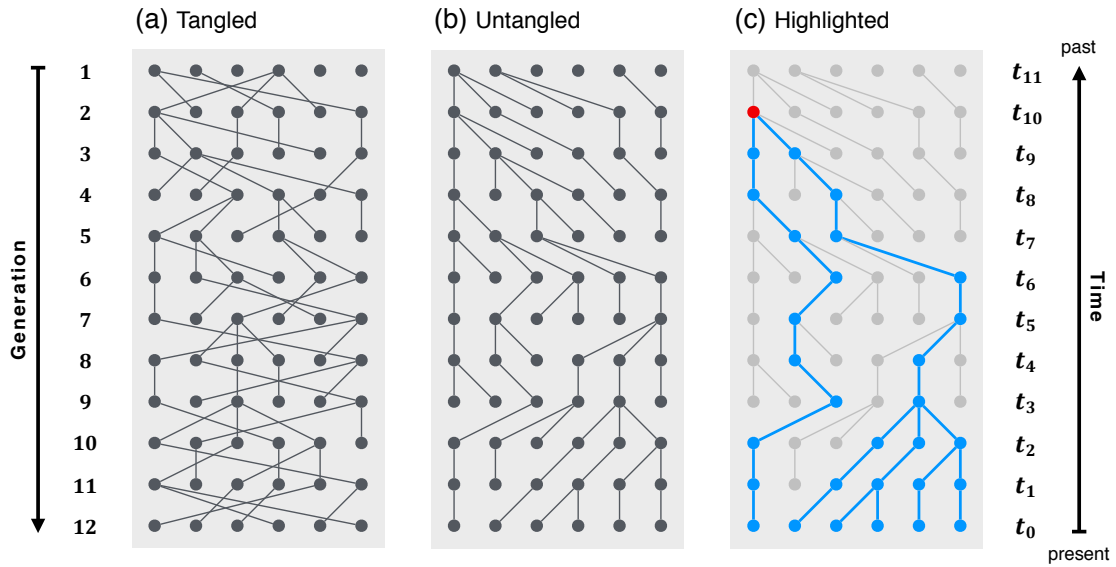 (a) Tangled
(b) Untangled
(c) Highlighted
past
Generation
1
2
3
4
5
6
7
8
9
10
11
12
t₁₁
t₁₀
t₉
t₈
t₇
t₆
t₅
t₄
t₃
t₂
t₁
t₀
Time
present